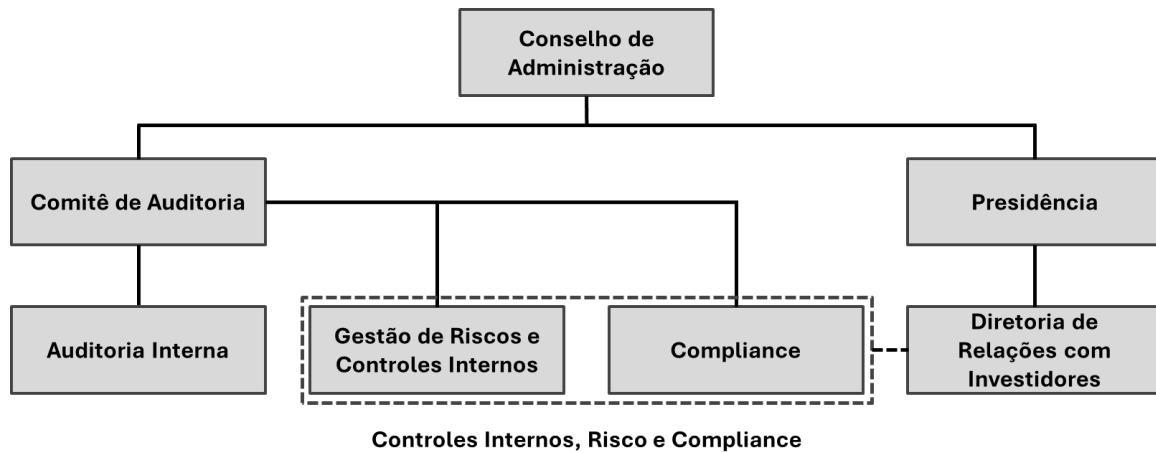 Conselho de
Administração
Comitê de Auditoria
Presidência
Auditoria Interna
Gestão de Riscos e
Controles Internos
Compliance
Diretoria de
Relações com
Investidores
Controles Internos, Risco e Compliance